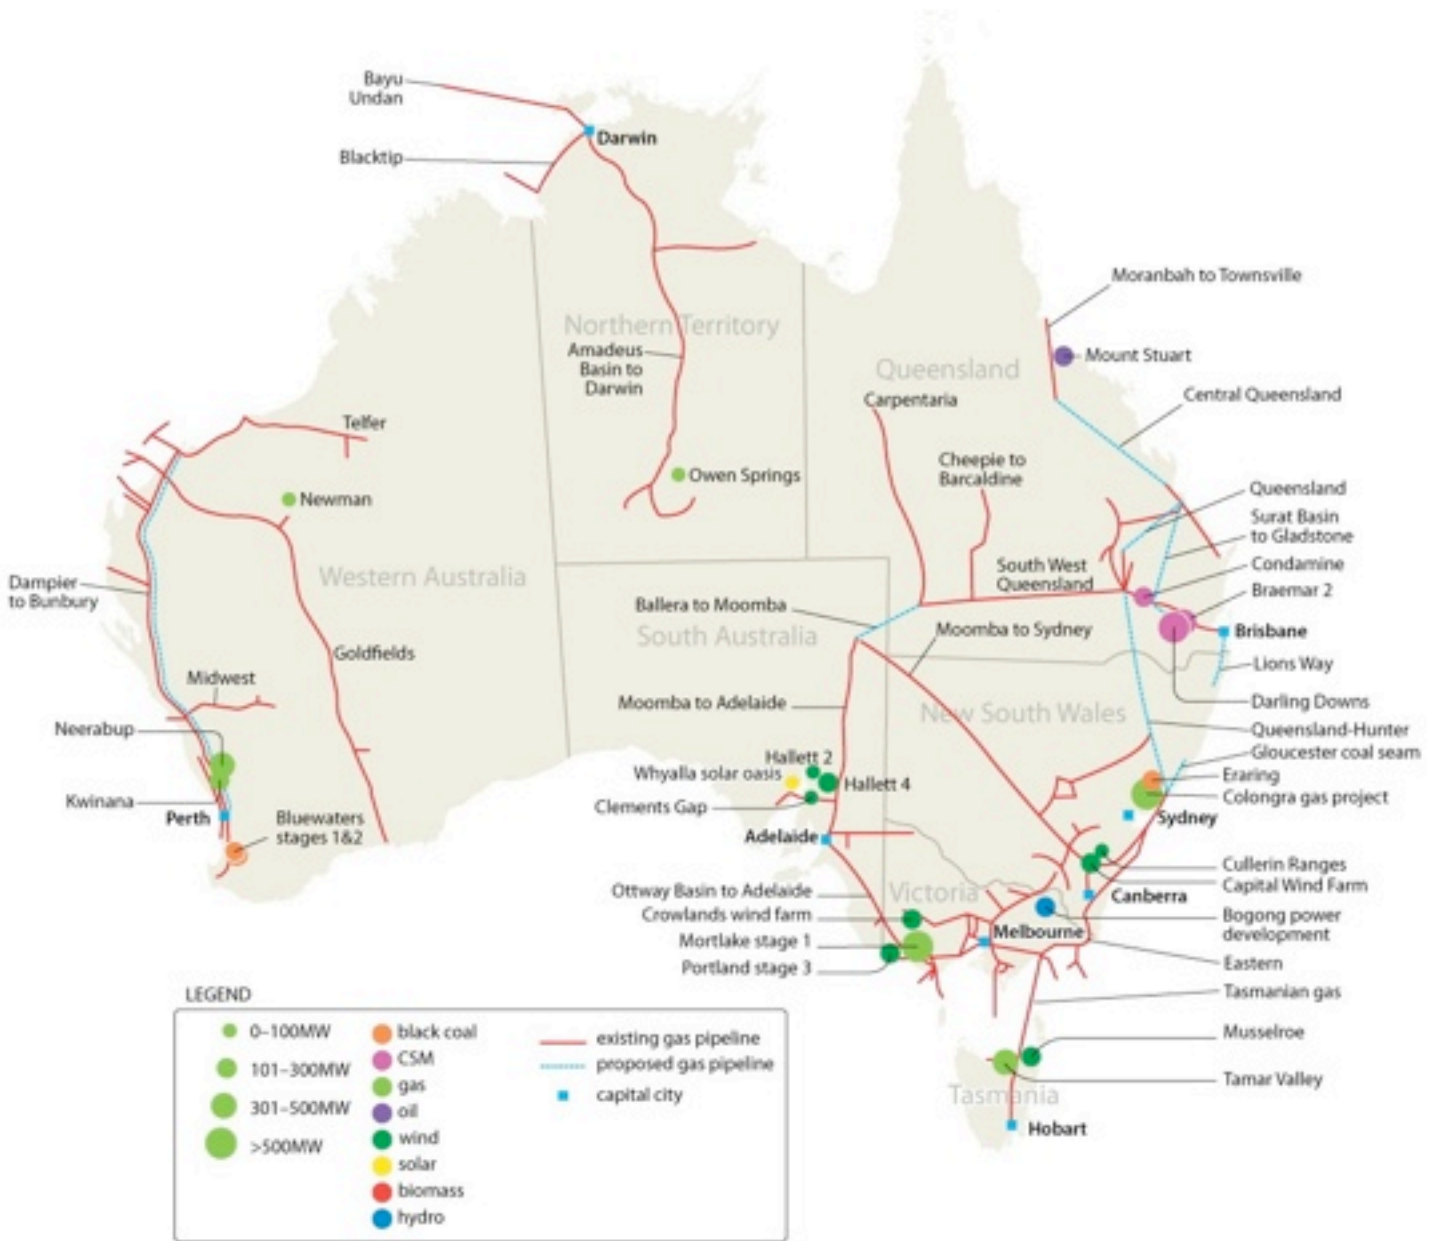 Bayu
Undan
Darwin
Blacktip
Moranbah to Townsville
Northern Territory
Amadeus
Basin to
Darwin
Mount Stuart
Queensland
Central Queensland
Carpentaria
Telfer
Cheepie to
Barcaldine
Owen Springs
Newman
Queensland
Surat Basin
to Gladstone
South West
Queensland
Condamine
Western Australia
Dampier
to Bunbury
Braemar 2
Ballera to Moomba
South Australia
Moomba to Sydney
Brisbane
Goldfields
Lions Way
Midwest
Moomba to Adelaide
New South Wales
Darling Downs
Neerabup
Queensland-Hunter
Hallett 2
Gloucester coal seam
Whyalla solar oasis
Hallett 4
Eraring
Kwinana
Clements Gap
Colongra gas project
Perth
Bluewaters
stages 1&2
Sydney
Adelaide
Cullerin Ranges
Ottway Basin to Adelaide
Victoria
Capital Wind Farm
Canberra
Crowlands wind farm
Bogong power
development
Melbourne
Mortlake stage 1
Portland stage 3
Eastern
Tasmanian gas
LEGEND
0–100MW
101–300MW
301–500MW
>500MW
black coal
CSM
gas
oil
wind
solar
biomass
hydro
existing gas pipeline
proposed gas pipeline
capital city
Musselroe
Tamar Valley
Tasmania
Hobart